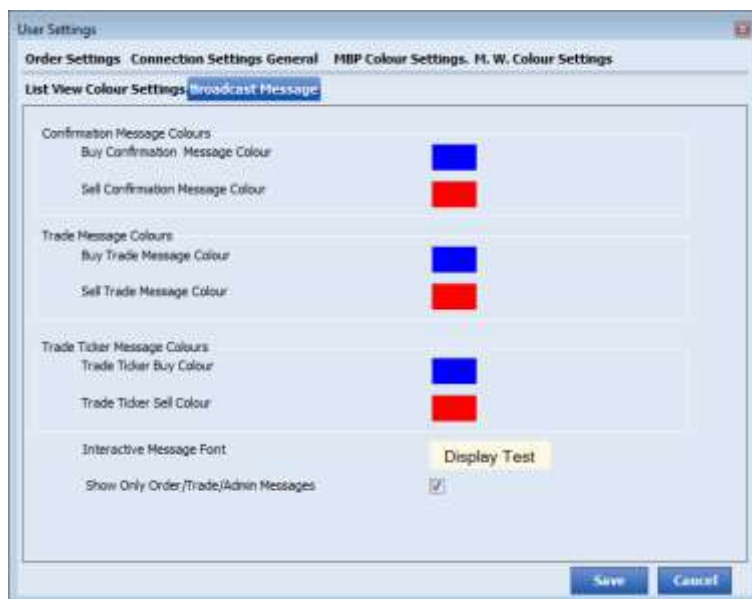 User Settings
Order Settings Connection Settings General MBP Colour Settings. M. W. Colour Settings
List View Colour Settings Broadcast Message
Confirmation Message Colours
Buy Confirmation Message Colour
Sell Confirmation Message Colour
Trade Message Colours
Buy Trade Message Colour
Sell Trade Message Colour
Trade Ticker Message Colours
Trade Ticker Buy Colour
Trade Ticker Sell Colour
Interactive Message Font Display Test
Show Only Order/Trade/Admin Messages
Save Cancel